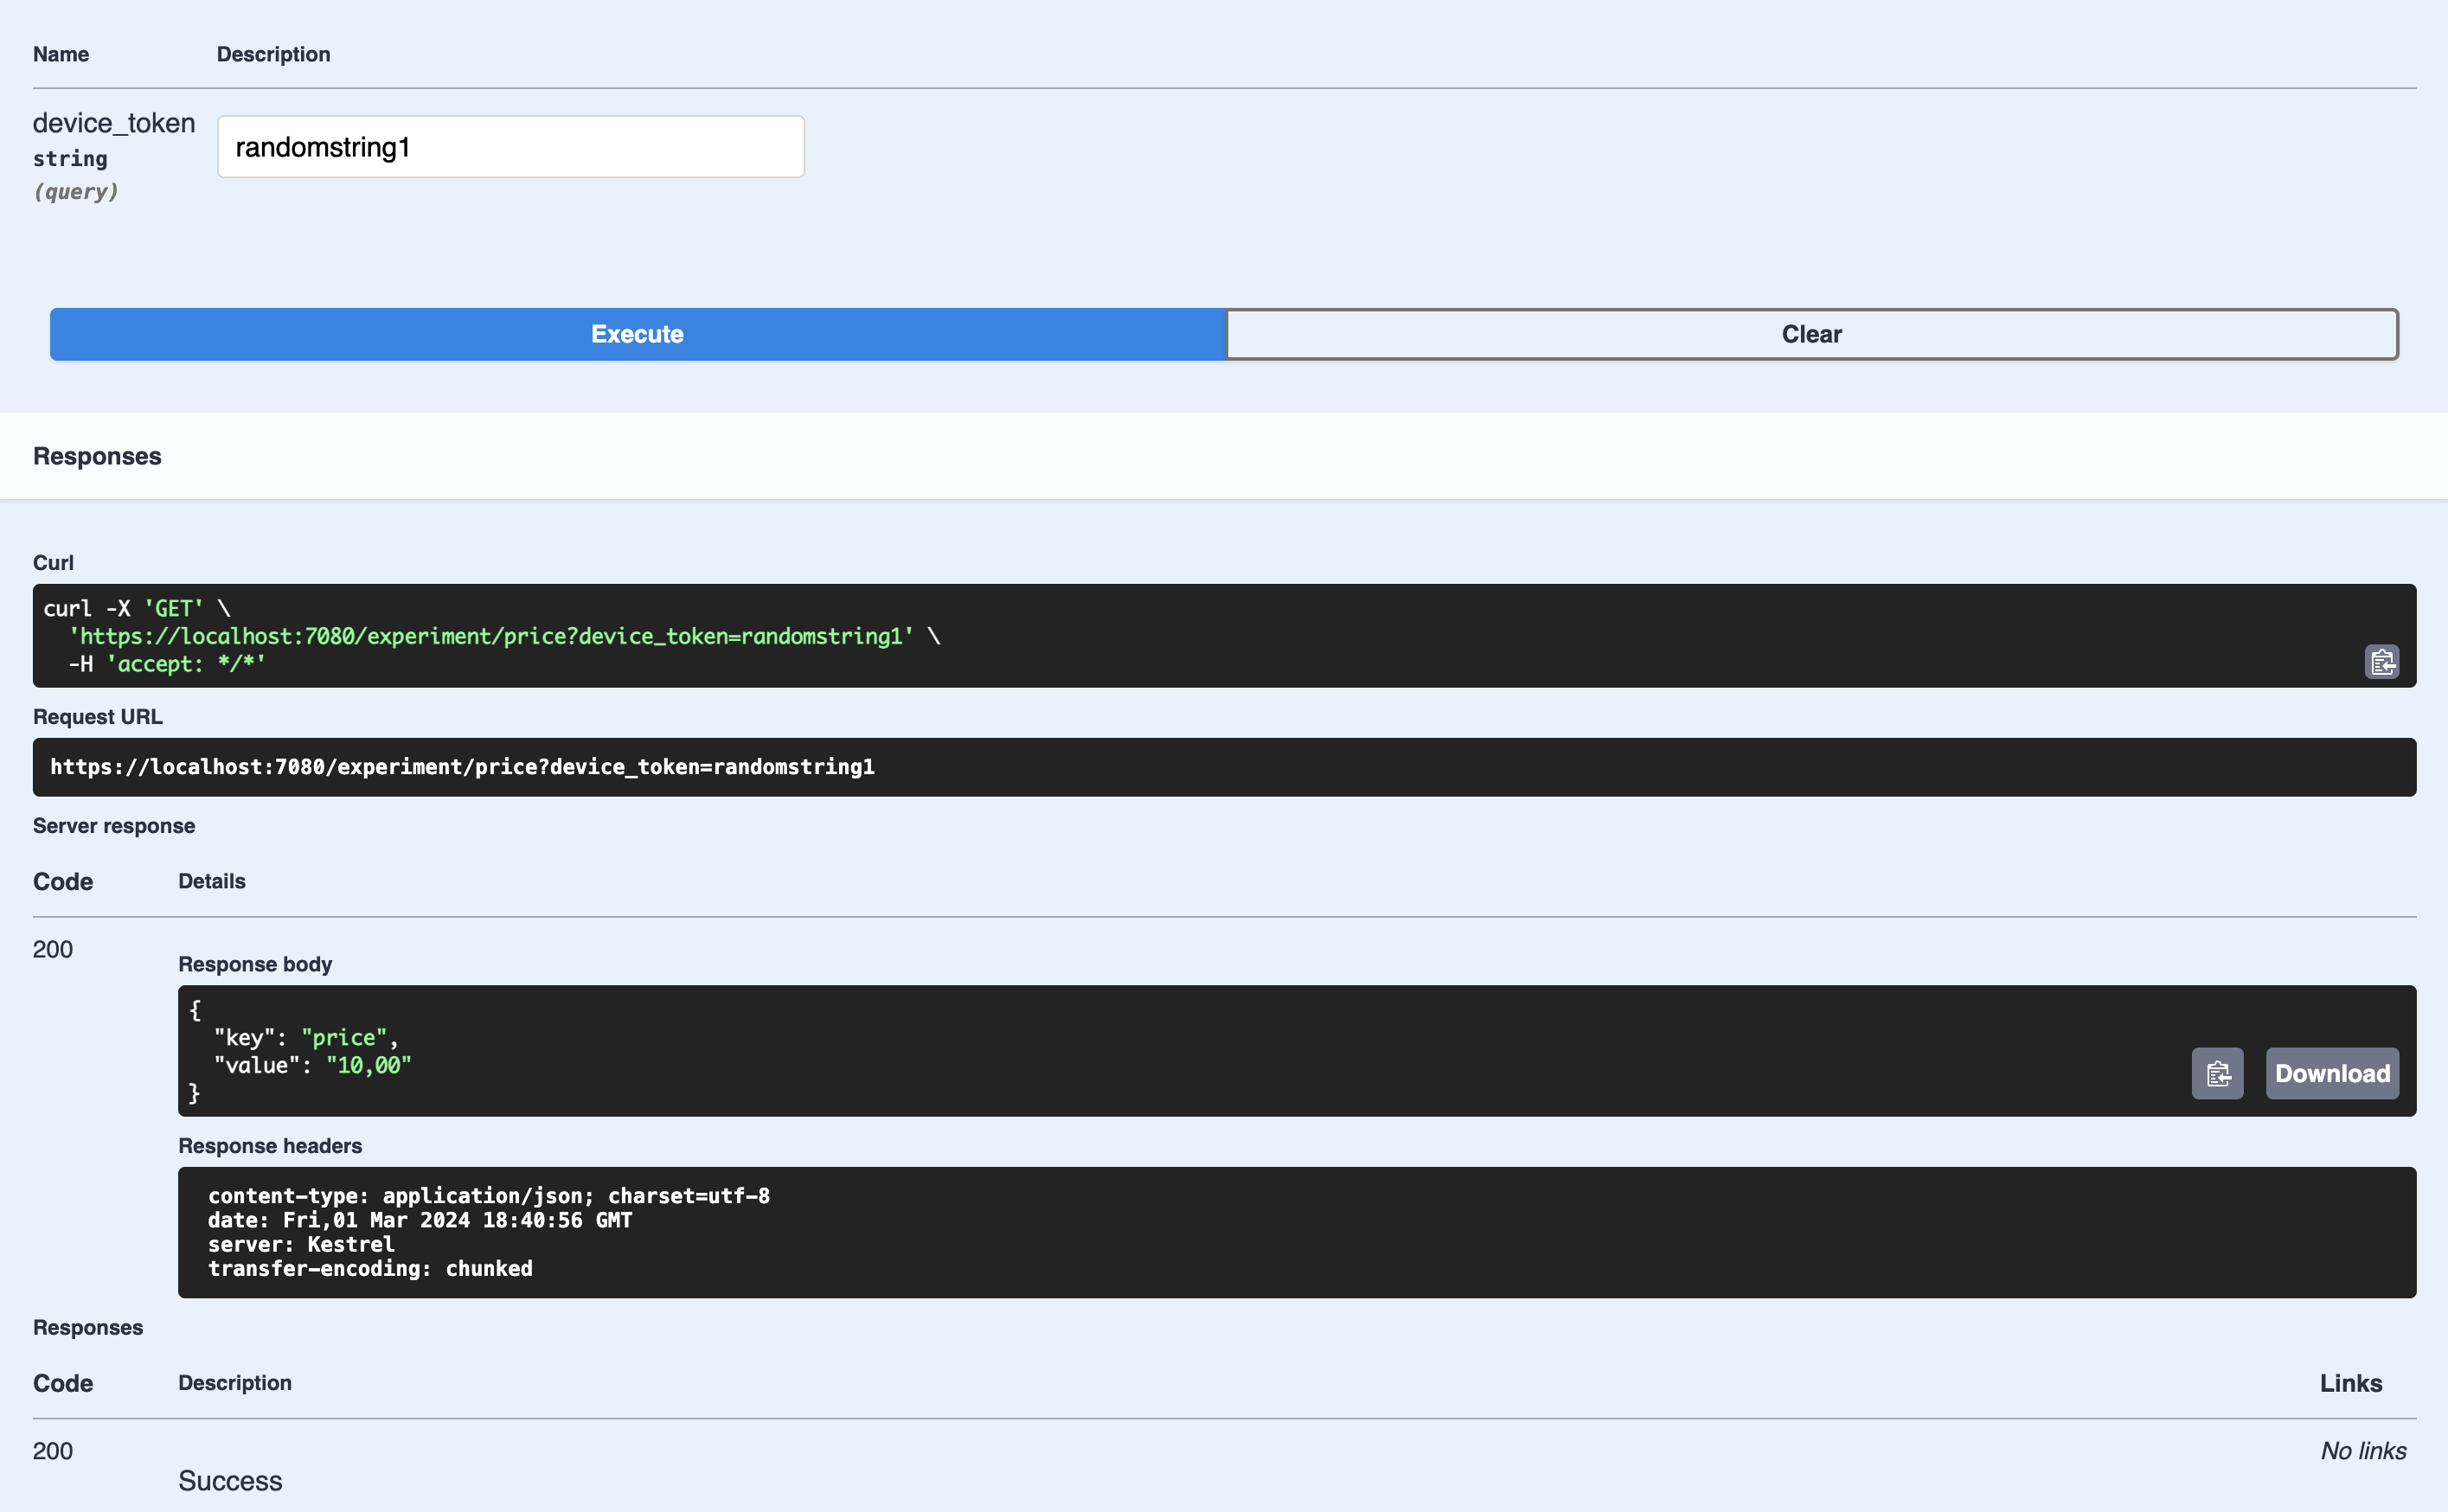 Name Description
device_token randomstring1
string
(query)
Execute Clear
Responses
Curl
curl -X 'GET' \
  'https://localhost:7080/experiment/price?device_token=randomstring1' \
  -H 'accept: */*'
Request URL
https://localhost:7080/experiment/price?device_token=randomstring1
Server response
Code Details
200
Response body
{
  "key": "price",
  "value": "10,00"
}
Download
Response headers
content-type: application/json; charset=utf-8
date: Fri,01 Mar 2024 18:40:56 GMT
server: Kestrel
transfer-encoding: chunked
Responses
Code Description Links
200 No links
Success